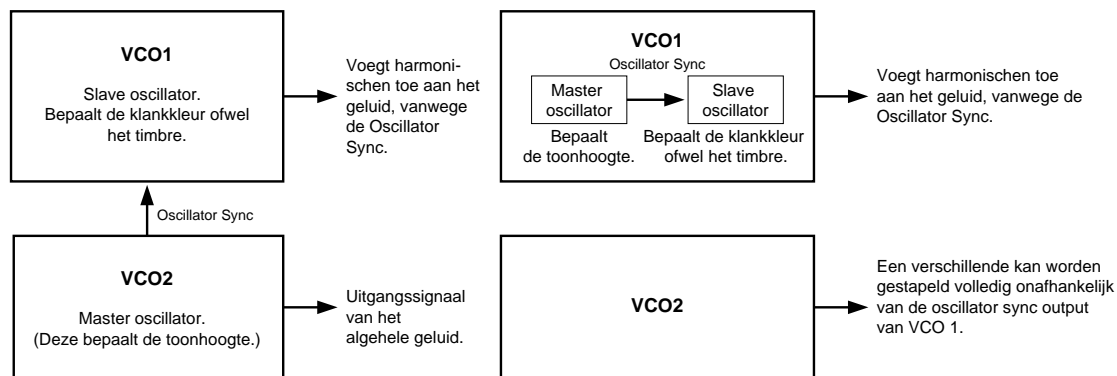 VCO1
Slave oscillator.
Bepaalt de klankkleur ofwel
het timbre.
Voegt harmoni-
schen toe aan het
geluid, vanwege
de Oscillator
Sync.
Oscillator Sync
VCO2
Master oscillator.
(Deze bepaalt de toonhoogte.)
Uitgangssignaal
van het
algehele geluid.
VCO1
Oscillator Sync
Master
oscillator
Slave
oscillator
Bepaalt
de toonhoogte.
Bepaalt de klankkleur
ofwel het timbre.
Voegt harmonischen toe
aan het geluid, vanwege de
Oscillator Sync.
VCO2
Een verschillende kan worden
gestapeld volledig onafhankelijk
van de oscillator sync output
van VCO 1.